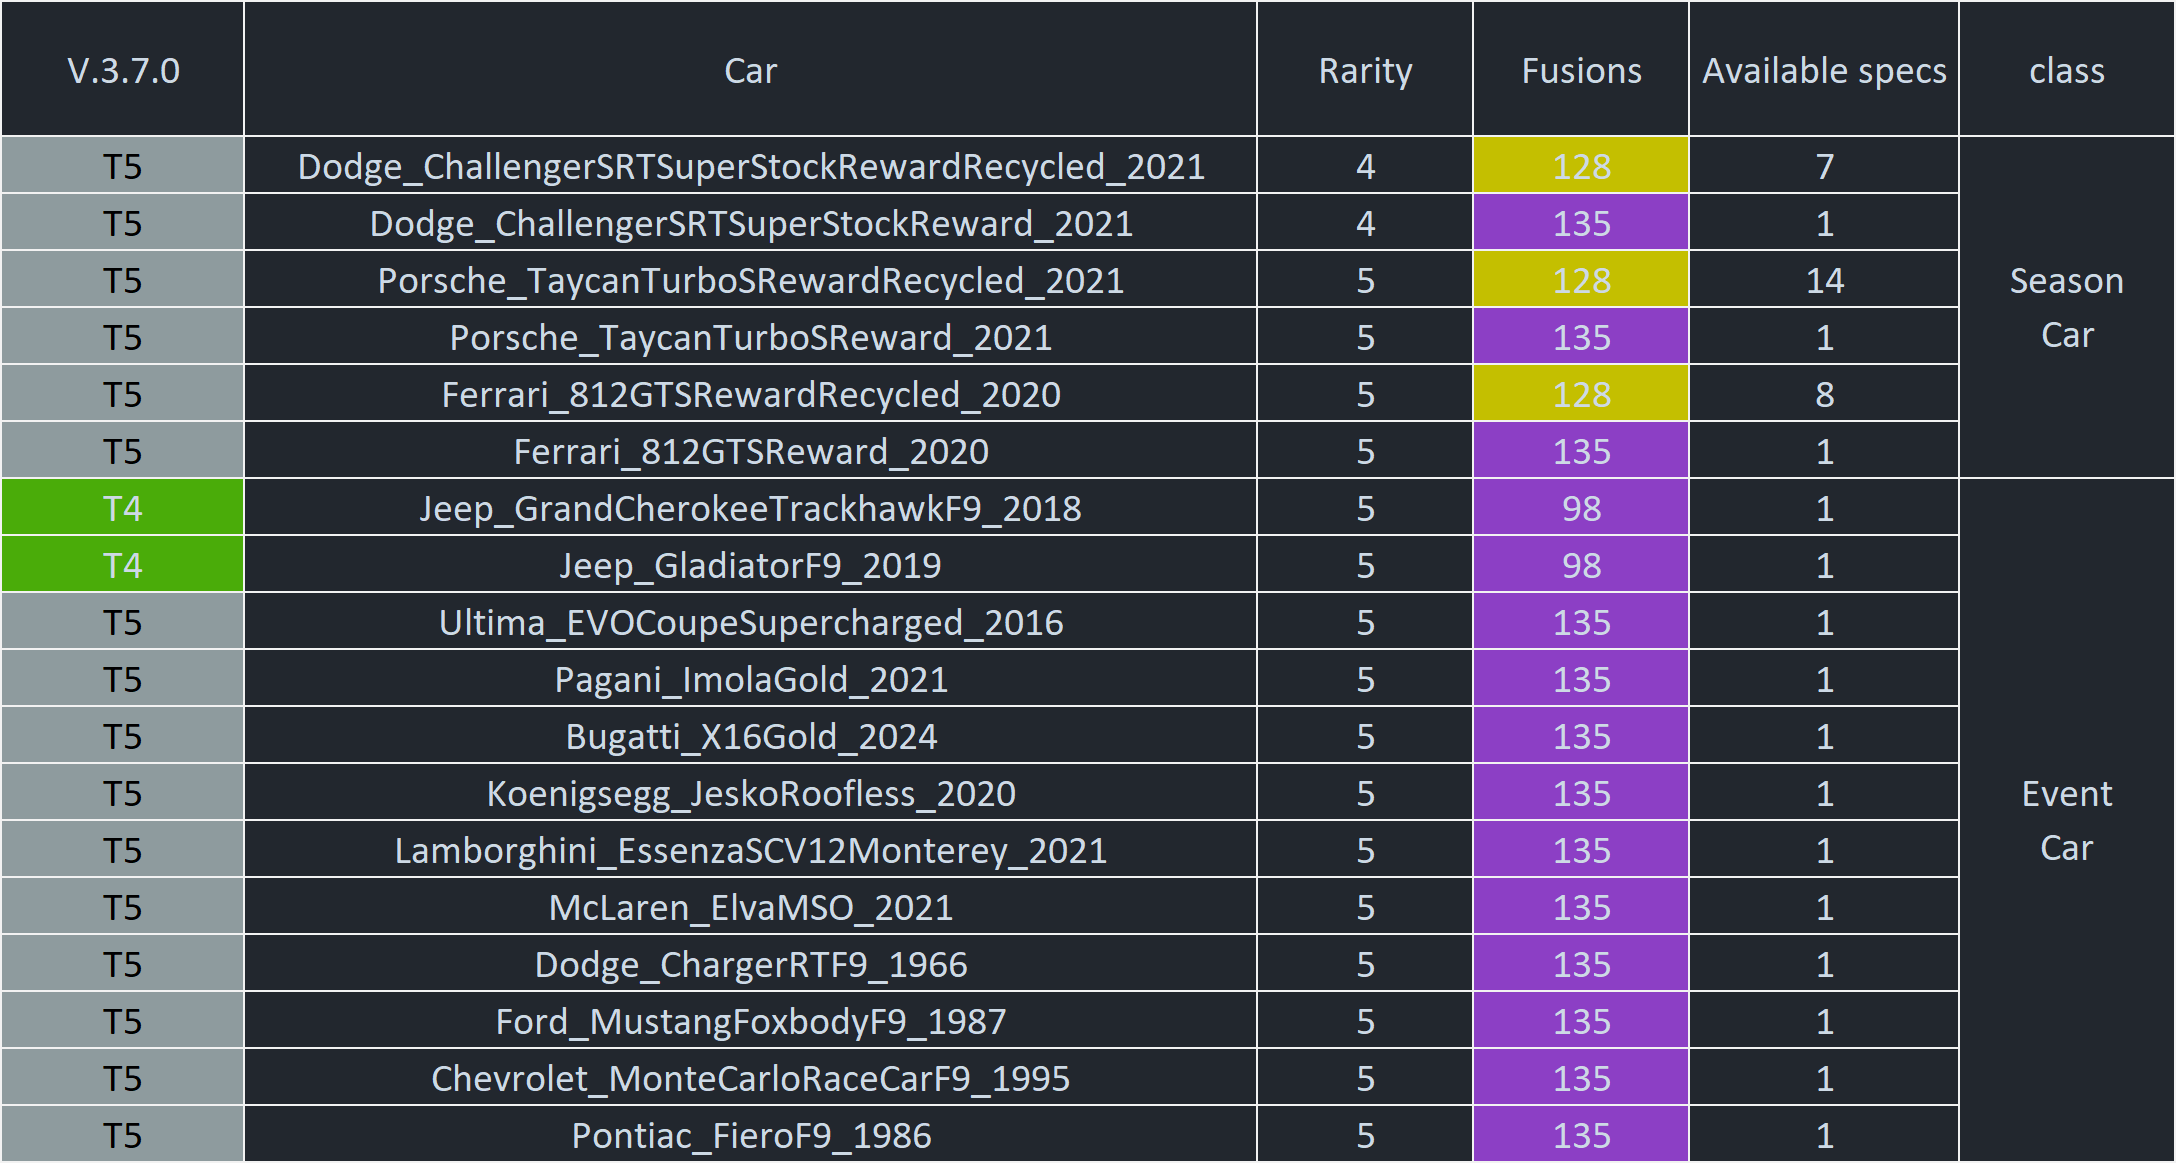 V.3.7.0 Car Rarity Fusions Available specs class
T5 Dodge_ChallengerSRTSuperStockRewardRecycled_2021 4 128 7
T5 Dodge_ChallengerSRTSuperStockReward_2021 4 135 1
T5 Porsche_TaycanTurboSRewardRecycled_2021 5 128 14
Season
Car
T5 Porsche_TaycanTurboSReward_2021 5 135 1
T5 Ferrari_812GTSRewardRecycled_2020 5 128 8
T5 Ferrari_812GTSReward_2020 5 135 1
T4 Jeep_GrandCherokeeTrackhawkF9_2018 5 98 1
T4 Jeep_GladiatorF9_2019 5 98 1
T5 Ultima_EVOCoupeSupercharged_2016 5 135 1
T5 Pagani_ImolaGold_2021 5 135 1
T5 Bugatti_X16Gold_2024 5 135 1
T5 Koenigsegg_JeskoRoofless_2020 5 135 1
Event
Car
T5 Lamborghini_EssenzaSCV12Monterey_2021 5 135 1
T5 McLaren_ElvaMSO_2021 5 135 1
T5 Dodge_ChargerRTF9_1966 5 135 1
T5 Ford_MustangFoxbodyF9_1987 5 135 1
T5 Chevrolet_MonteCarloRaceCarF9_1995 5 135 1
T5 Pontiac_FieroF9_1986 5 135 1